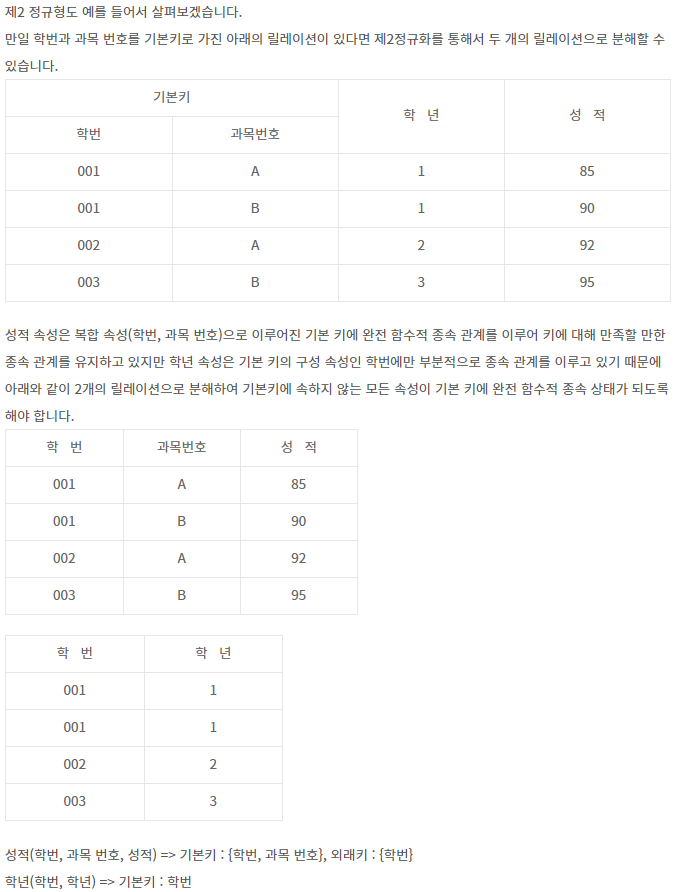 제2 정규형도 예를 들어서 살펴보겠습니다.
만일 학번과 과목 번호를 기본키로 가진 아래의 릴레이션이 있다면 제2정규화를 통해서 두 개의 릴레이션으로 분해할 수
있습니다.
기본키 학 년 성 적
학번 과목번호
001 A 1 85
001 B 1 90
002 A 2 92
003 B 3 95
성적 속성은 복합 속성(학번, 과목 번호)으로 이루어진 기본 키에 완전 함수적 종속 관계를 이루어 키에 대해 만족할 만한
종속 관계를 유지하고 있지만 학년 속성은 기본 키의 구성 속성인 학번에만 부분적으로 종속 관계를 이루고 있기 때문에
아래와 같이 2개의 릴레이션으로 분해하여 기본키에 속하지 않는 모든 속성이 기본 키에 완전 함수적 종속 상태가 되도록
해야 합니다.
학 번 과목번호 성 적
001 A 85
001 B 90
002 A 92
003 B 95
학 번 학 년
001 1
001 1
002 2
003 3
성적(학번, 과목 번호, 성적) => 기본키 : {학번, 과목 번호}, 외래키 : {학번}
학년(학번, 학년) => 기본키 : 학번